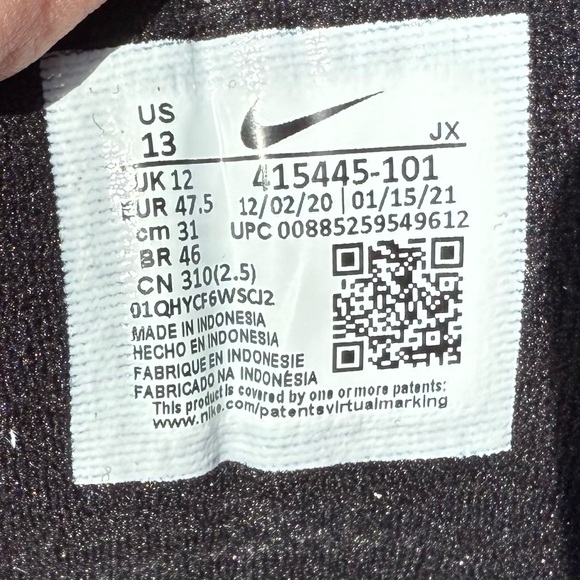 US
13
JX
UK 12
EUR 47.5
cm 31
BR 46
CN 310(2.5)
415445-101
12/02/20 | 01/15/21
UPC 00885259549612
01QHYCF6WSCJ2
MADE IN INDONESIA
HECHO EN INDONESIA
FABRIQUE EN INDONESIE
FABRICADO NA INDONÉSIA
This product is covered by one or more patents:
www.nike.com/patentsvirtualmarking